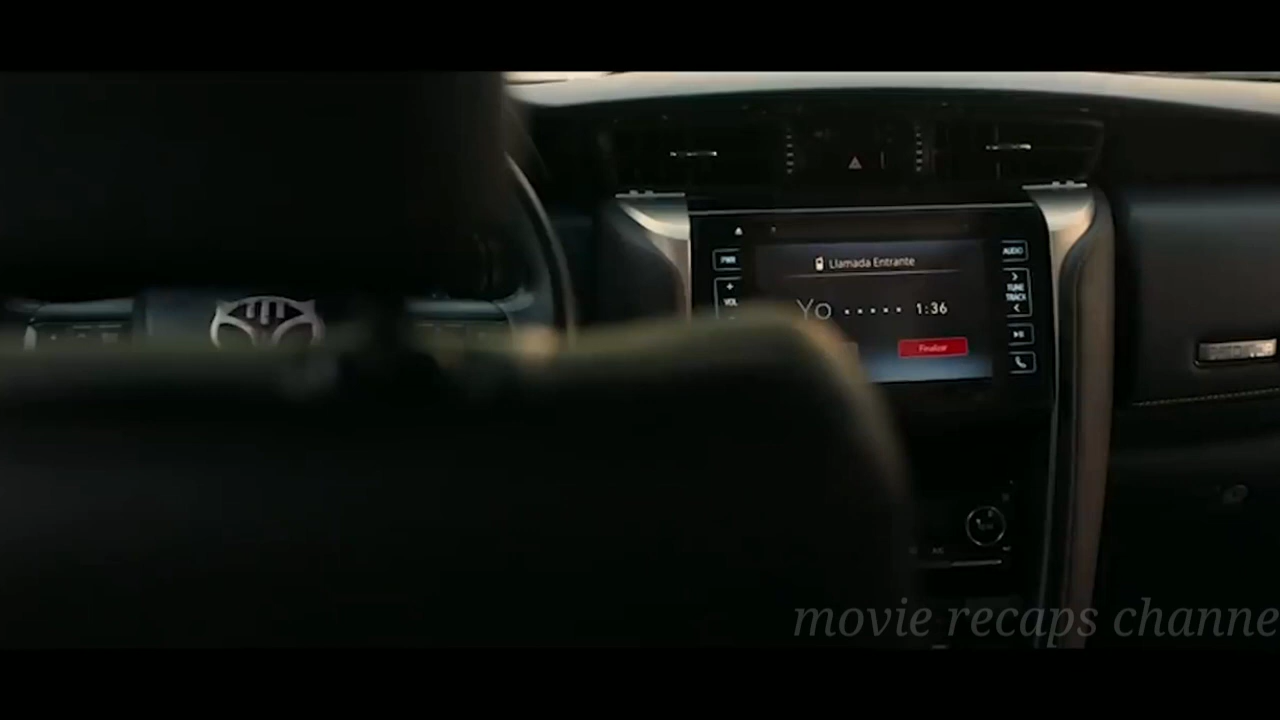 Llamada Entrante
PWR
AUDIO
+
VOL
TUNE
TRACK
Yo ..... 1:36
Finalizar
movie recaps channe